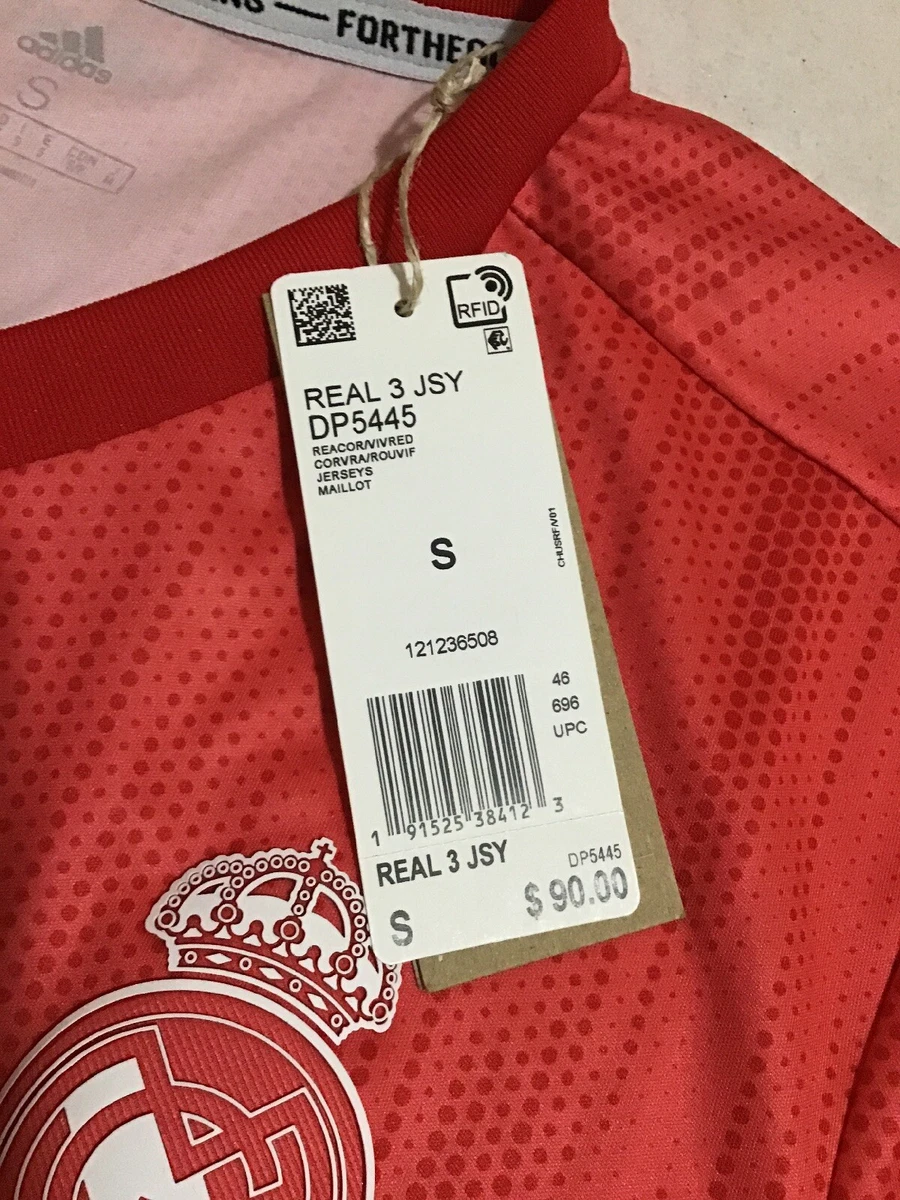 FORTHEO
adidas
S
RFID
REAL 3 JSY
DP5445
REACOR/VIVRED
CORVRA/ROUVIF
JERSEYS
MAILLOT
S
CHUSRF/V01
121236508
46
696
UPC
1 91525 38412 3
REAL 3 JSY
DP5445
S
$ 90.00